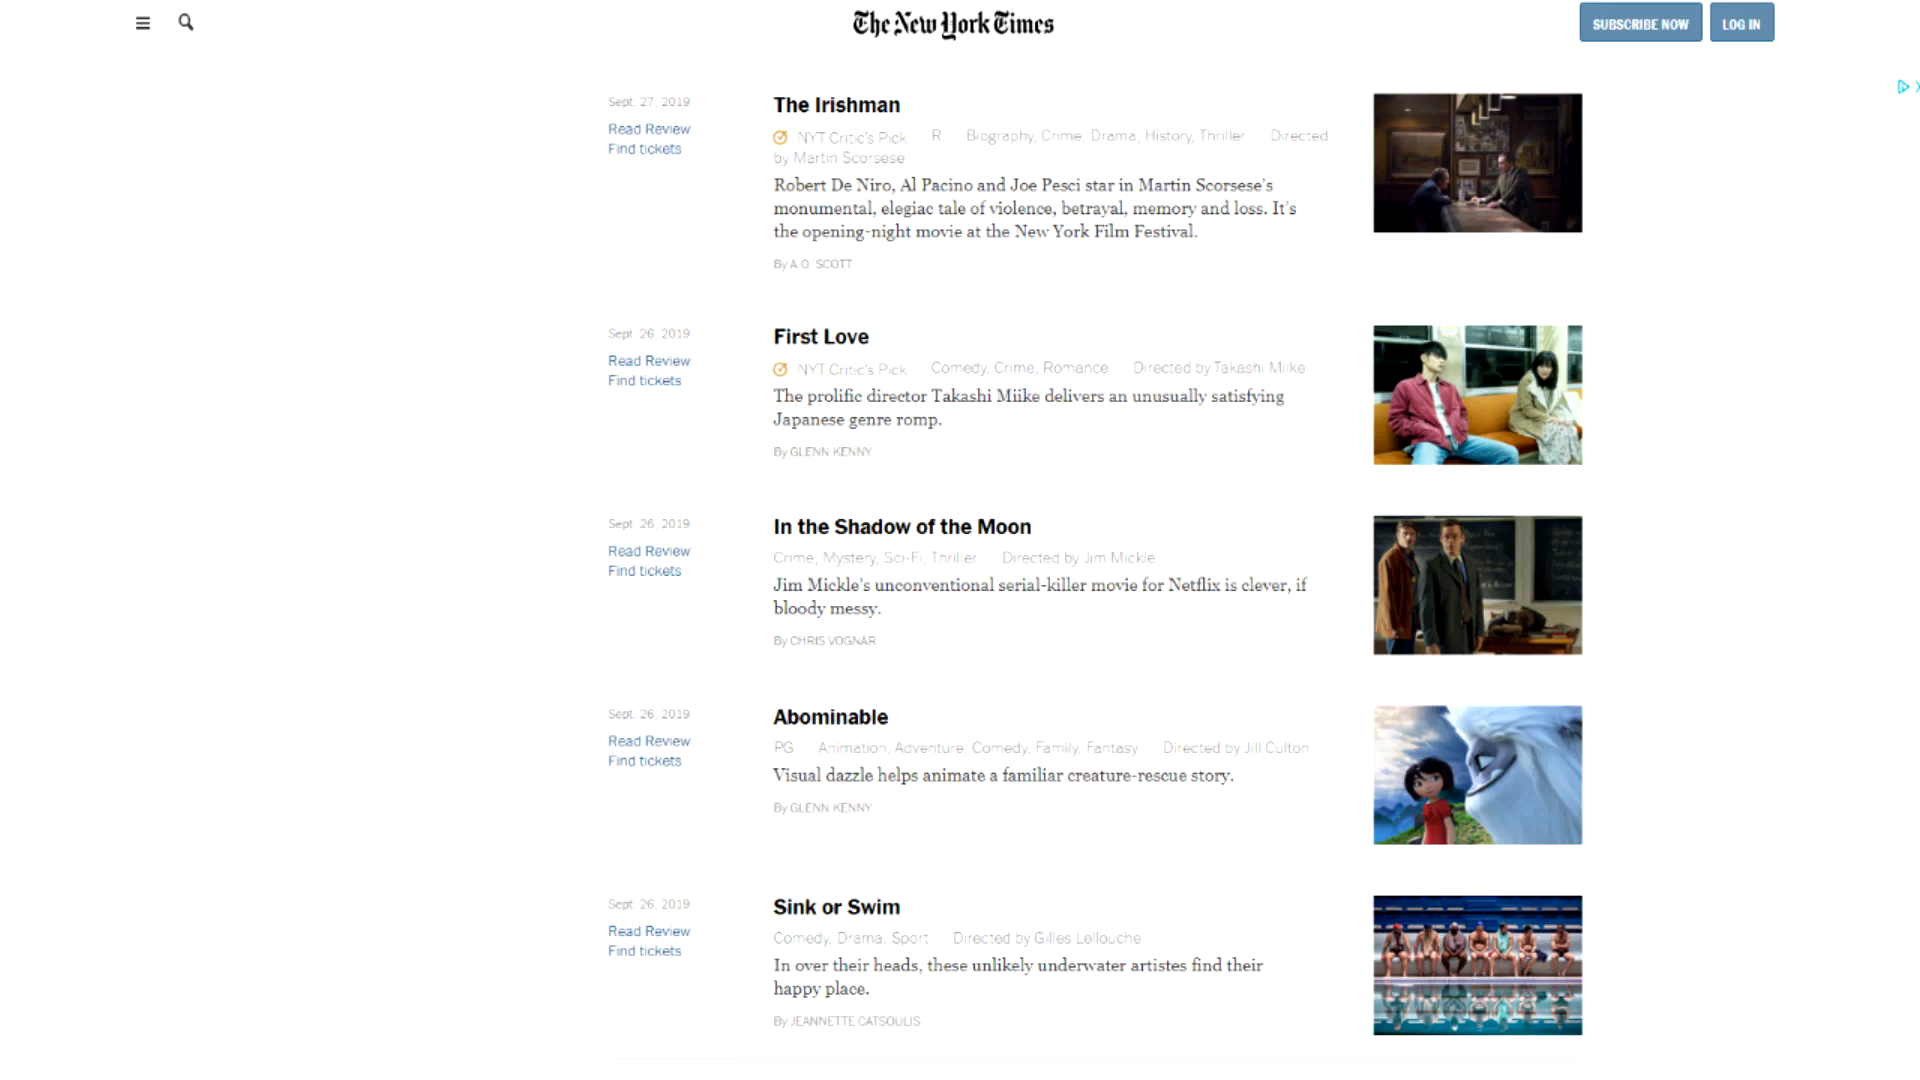 The New York Times
SUBSCRIBE NOW
LOG IN
Sept. 27, 2019
Read Review
Find tickets
The Irishman
NYT Critic's Pick R Biography, Crime, Drama, History, Thriller Directed
by Martin Scorsese
Robert De Niro, Al Pacino and Joe Pesci star in Martin Scorsese's
monumental, elegiac tale of violence, betrayal, memory and loss. It's
the opening-night movie at the New York Film Festival.
By A.O. SCOTT
Sept. 26, 2019
Read Review
Find tickets
First Love
NYT Critic's Pick Comedy, Crime, Romance Directed by Takashi Miike
The prolific director Takashi Miike delivers an unusually satisfying
Japanese genre romp.
By GLENN KENNY
Sept. 26, 2019
Read Review
Find tickets
In the Shadow of the Moon
Crime, Mystery, Sci-Fi, Thriller Directed by Jim Mickle
Jim Mickle's unconventional serial-killer movie for Netflix is clever, if
bloody messy.
By CHRIS VOGNAR
Sept. 26, 2019
Read Review
Find tickets
Abominable
PG Animation, Adventure, Comedy, Family, Fantasy Directed by Jill Culton
Visual dazzle helps animate a familiar creature-rescue story.
By GLENN KENNY
Sept. 26, 2019
Read Review
Find tickets
Sink or Swim
Comedy, Drama, Sport Directed by Gilles Lellouche
In over their heads, these unlikely underwater artistes find their
happy place.
By JEANNETTE CATSOULIS